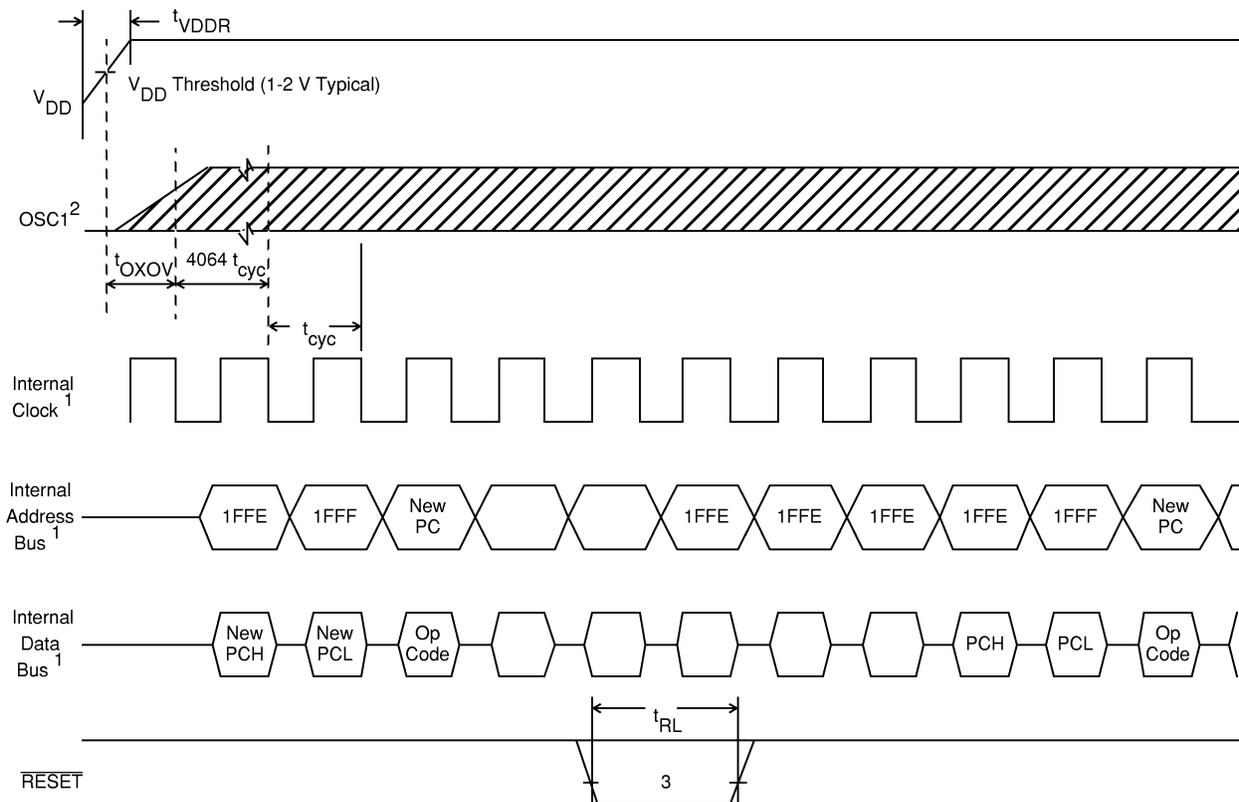 tVDDR
VDD Threshold (1-2 V Typical)
VDD
OSC1²
tOXOV
4064 tcyc
tcyc
Internal
Clock ¹
Internal
Address
Bus ¹
1FFE
1FFF
New
PC
1FFE
1FFE
1FFE
1FFE
1FFF
New
PC
Internal
Data
Bus ¹
New
PCH
New
PCL
Op
Code
PCH
PCL
Op
Code
tRL
RESET
3